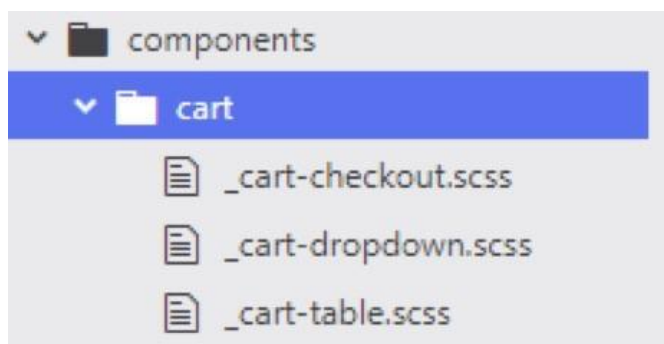 components
cart
_cart-checkout.scss
_cart-dropdown.scss
_cart-table.scss